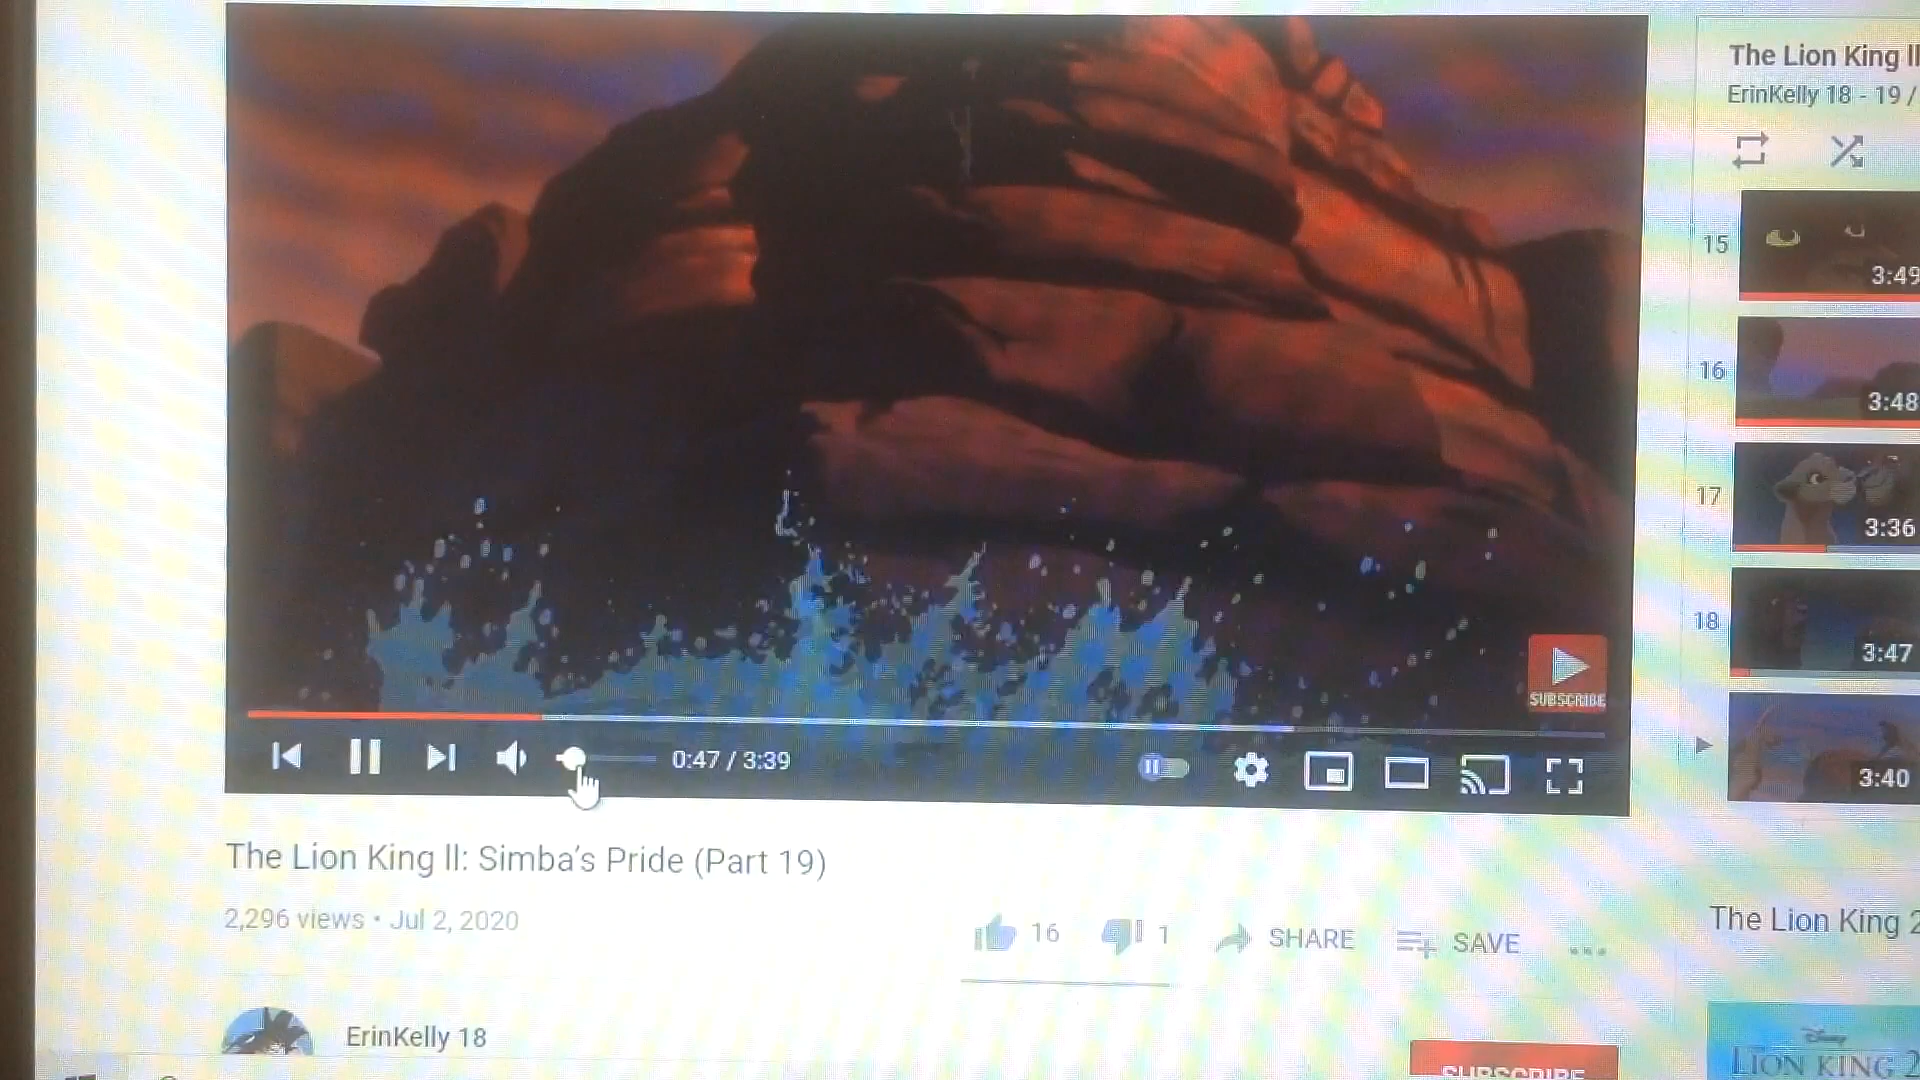 The Lion King II
ErinKelly 18 - 19 /
15
3:49
16
3:48
17
3:36
18
3:47
3:40
SUBSCRIBE
0:47 / 3:39
The Lion King II: Simba's Pride (Part 19)
2,296 views • Jul 2, 2020
16
1
SHARE
SAVE
ErinKelly 18
SUBSCRIBE
The Lion King 2
Disney
LION KING 2